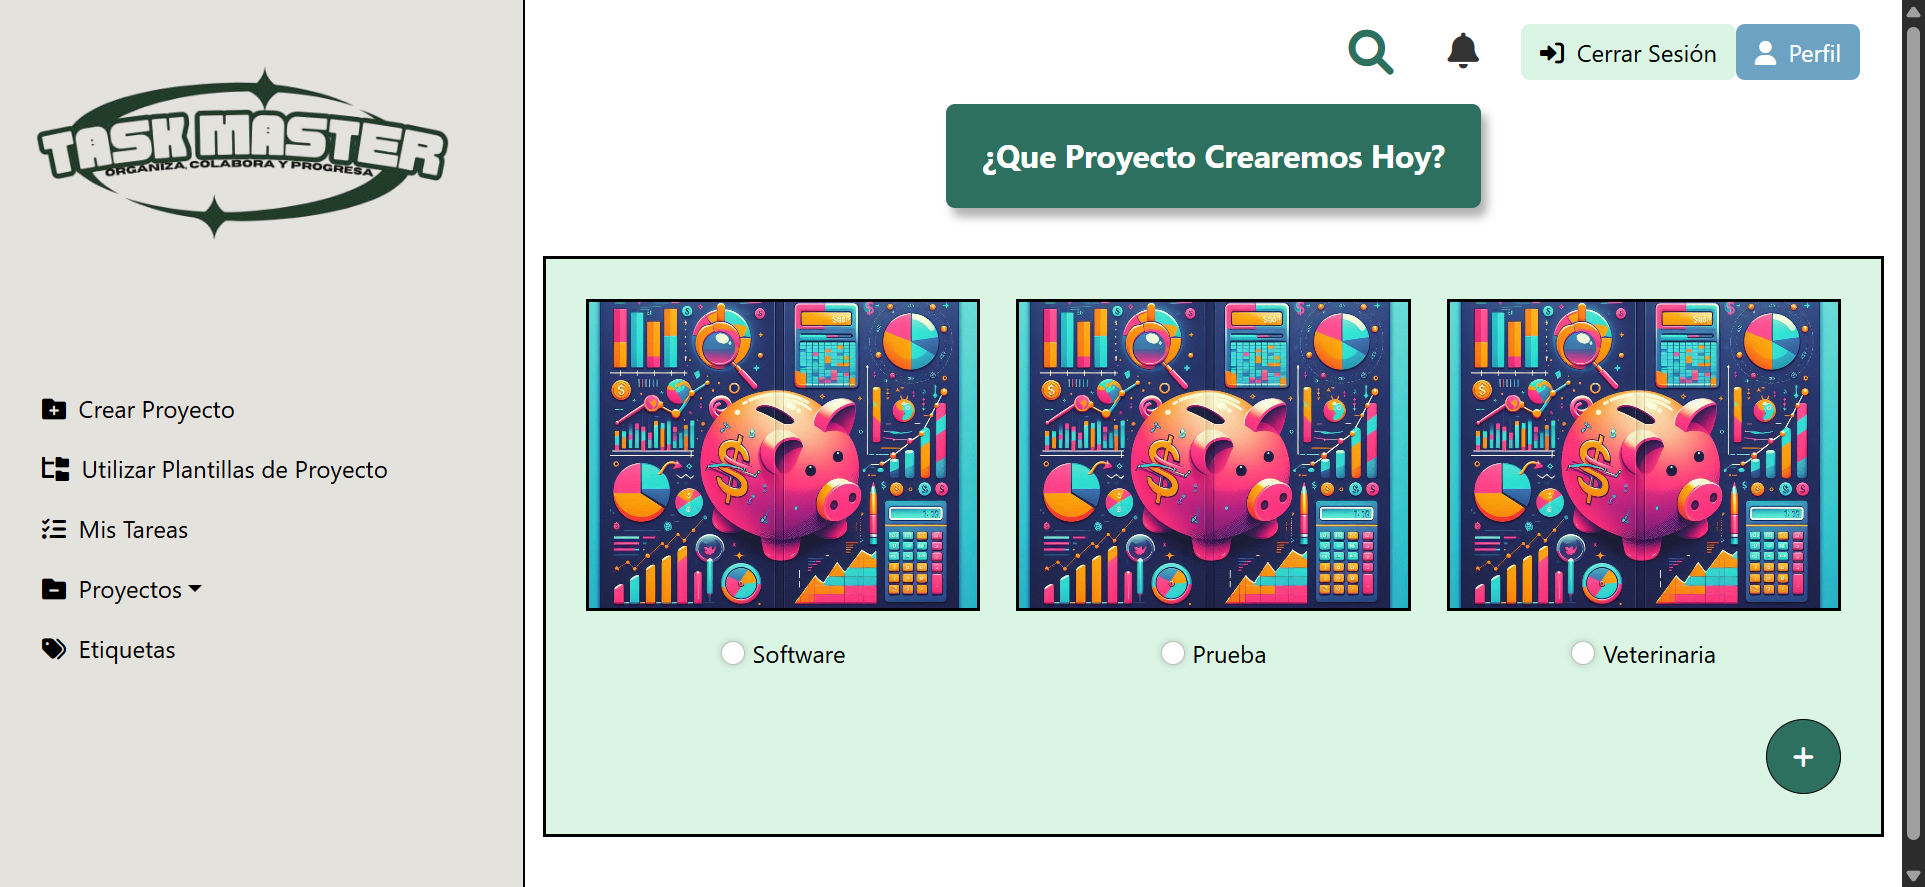 TASK MASTER
ORGANIZA, COLABORA Y PROGRESA
Cerrar Sesión
Perfil
¿Que Proyecto Crearemos Hoy?
Crear Proyecto
Utilizar Plantillas de Proyecto
Mis Tareas
Proyectos
Etiquetas
Software
Prueba
Veterinaria